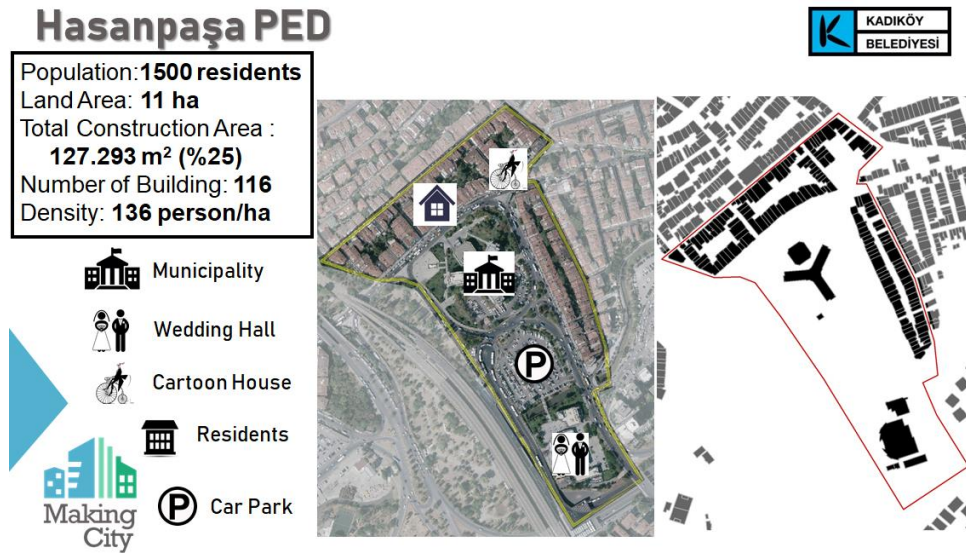 Hasanpaşa PED
KADIKÖY
BELEDİYESİ
Population:1500 residents
Land Area: 11 ha
Total Construction Area :
127.293 m² (%25)
Number of Building: 116
Density: 136 person/ha
Municipality
Wedding Hall
Cartoon House
Residents
P Car Park
Making
City
P